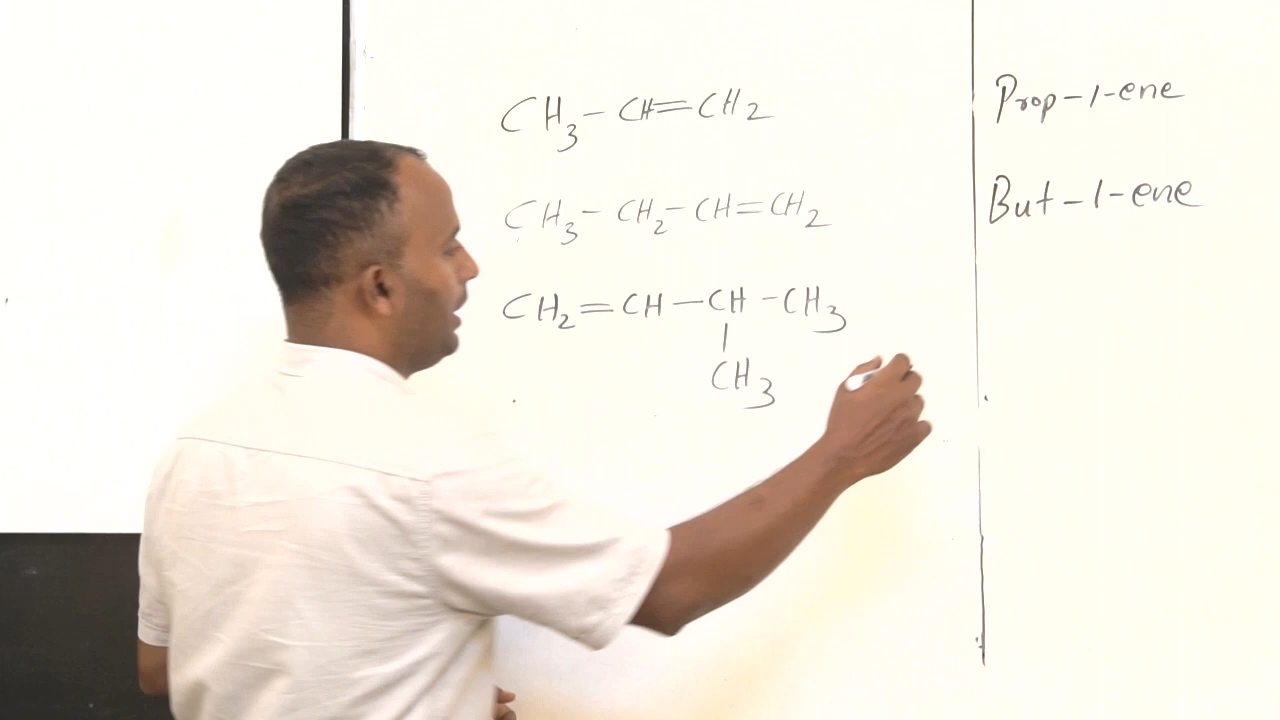 CH3-CH=CH2 Prop-1-ene
CH3-CH2-CH=CH2 But-1-ene
CH2=CH-CH-CH3
|
CH3